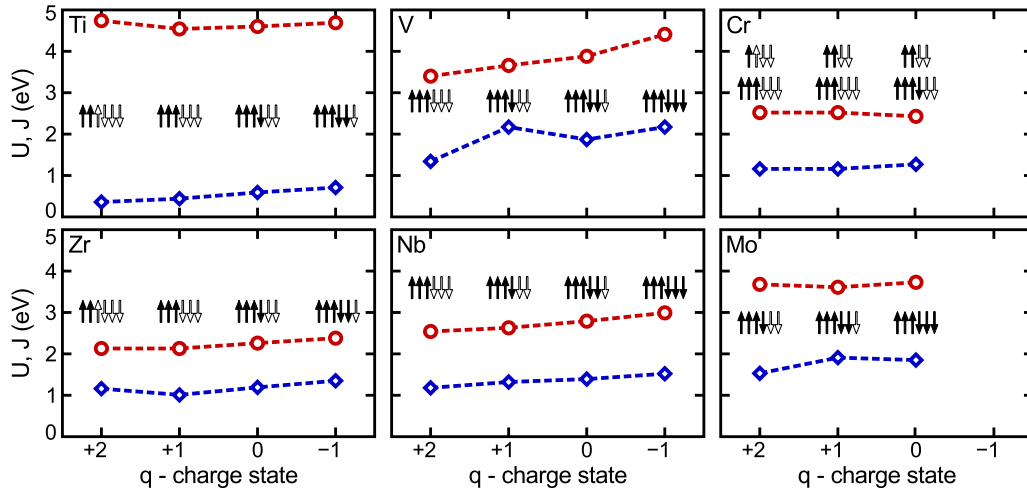 Ti
V
Cr
U, J (eV)
5
4
3
2
1
0
Zr
Nb
Mo
U, J (eV)
5
4
3
2
1
0
+2 +1 0 −1
+2 +1 0 −1
+2 +1 0 −1
q - charge state
q - charge state
q - charge state